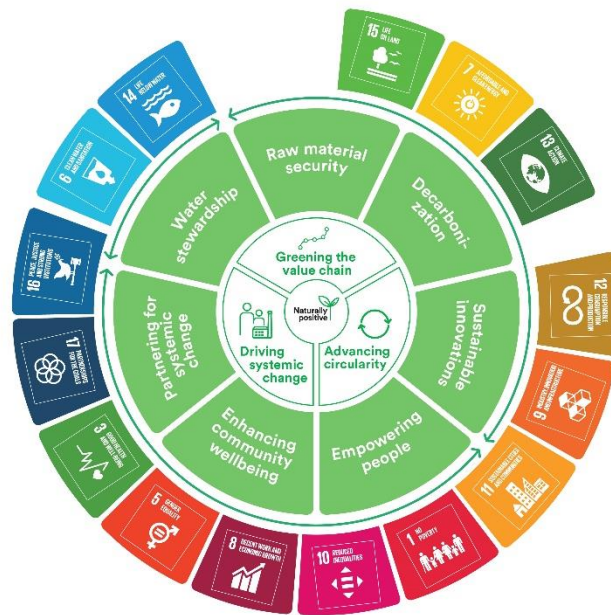 15 LIFE
ON LAND
7 AFFORDABLE AND
CLEAN ENERGY
13 CLIMATE
ACTION
12 RESPONSIBLE
CONSUMPTION
AND PRODUCTION
9 INDUSTRY, INNOVATION
AND INFRASTRUCTURE
11 SUSTAINABLE CITIES
AND COMMUNITIES
1 NO
POVERTY
10 REDUCED
INEQUALITIES
8 DECENT WORK AND
ECONOMIC GROWTH
5 GENDER
EQUALITY
3 GOOD HEALTH
AND WELL-BEING
17 PARTNERSHIPS
FOR THE GOALS
16 PEACE, JUSTICE
AND STRONG
INSTITUTIONS
6 CLEAN WATER
AND SANITATION
14 LIFE
BELOW WATER
Raw material
security
Decarboni-
zation
Sustainable
innovations
Empowering
people
Enhancing
community
wellbeing
Partnering for
systemic
change
Water
stewardship
Greening the
value chain
Naturally
positive
Driving
systemic
change
Advancing
circularity